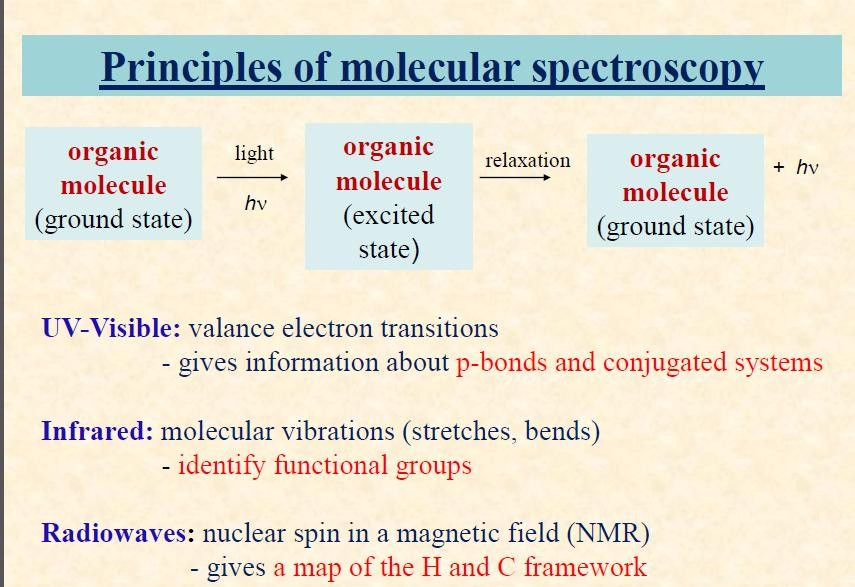 Principles of molecular spectroscopy
organic
molecule
(ground state)
light
hν
organic
molecule
(excited
state)
relaxation
organic
molecule
(ground state)
+ hν
UV-Visible: valance electron transitions
- gives information about p-bonds and conjugated systems
Infrared: molecular vibrations (stretches, bends)
- identify functional groups
Radiowaves: nuclear spin in a magnetic field (NMR)
- gives a map of the H and C framework